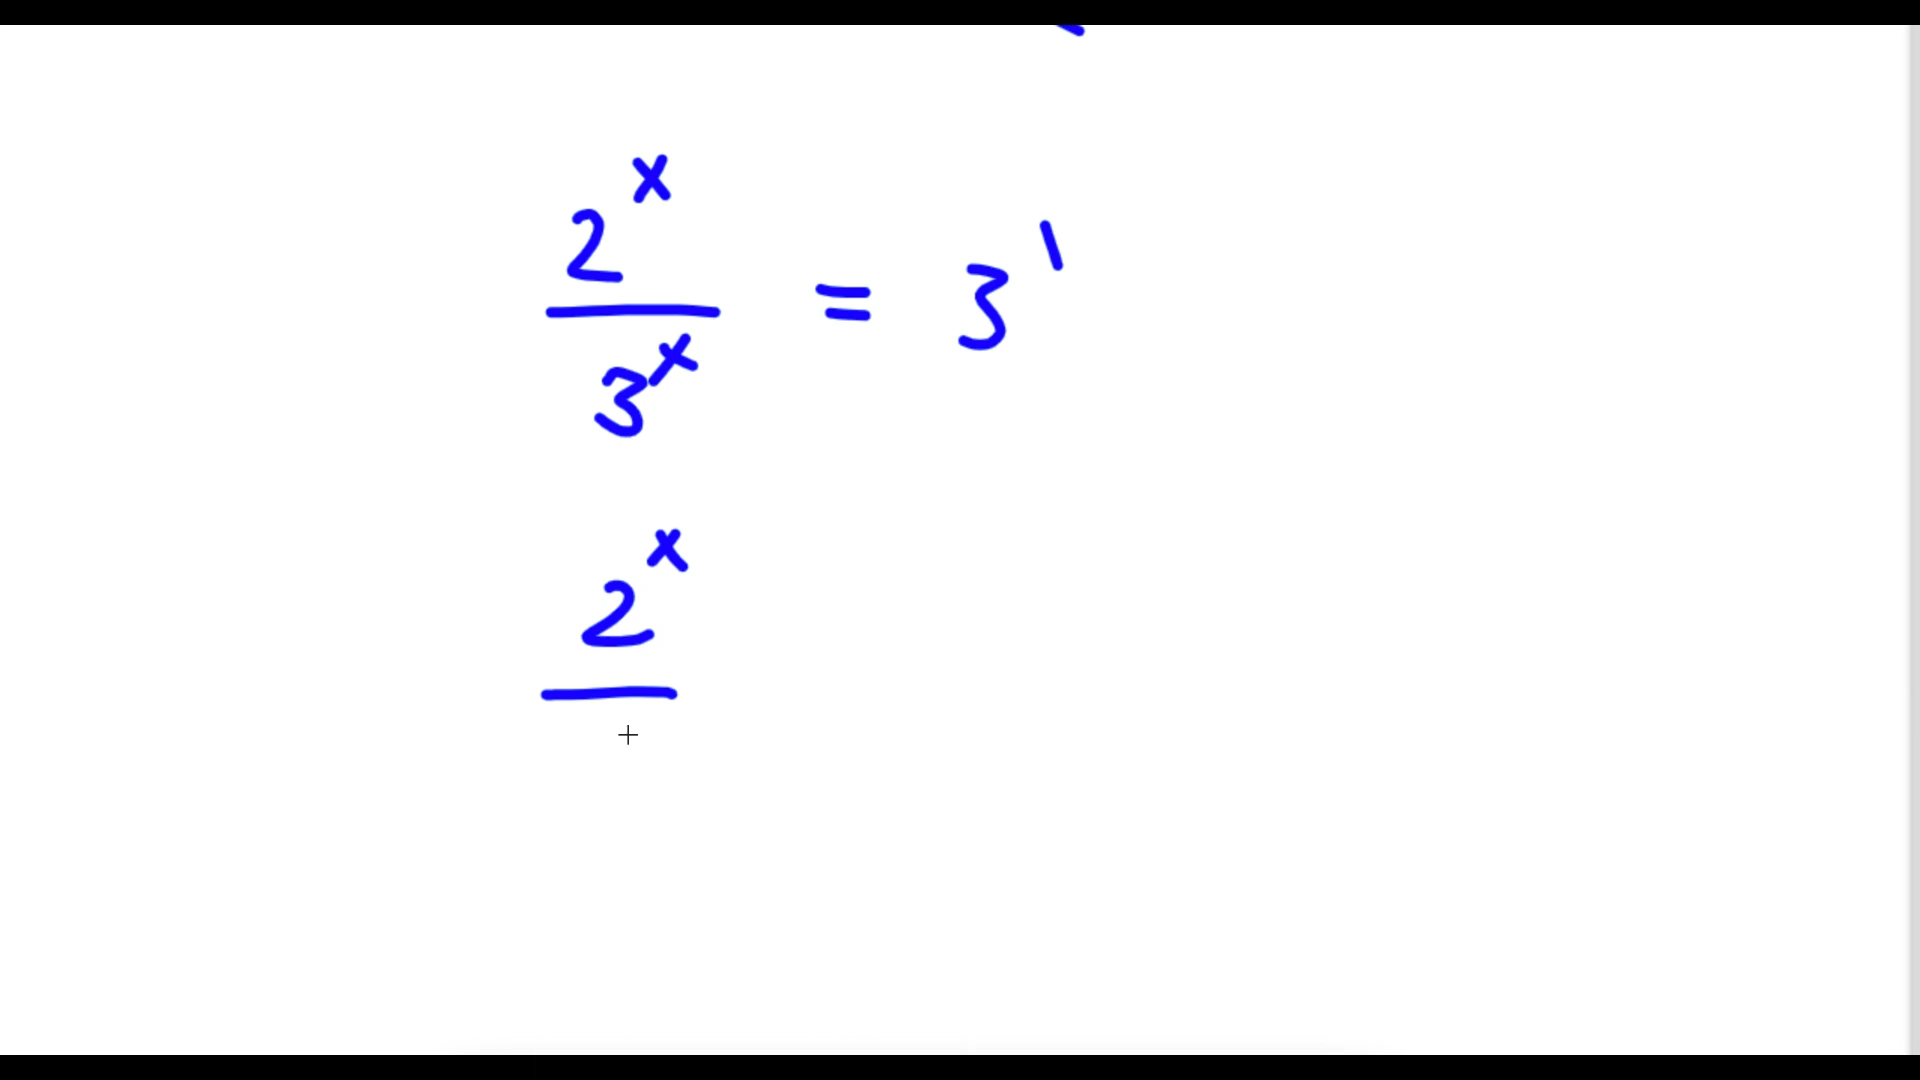 2^x / 3^x = 3^1
2^x /